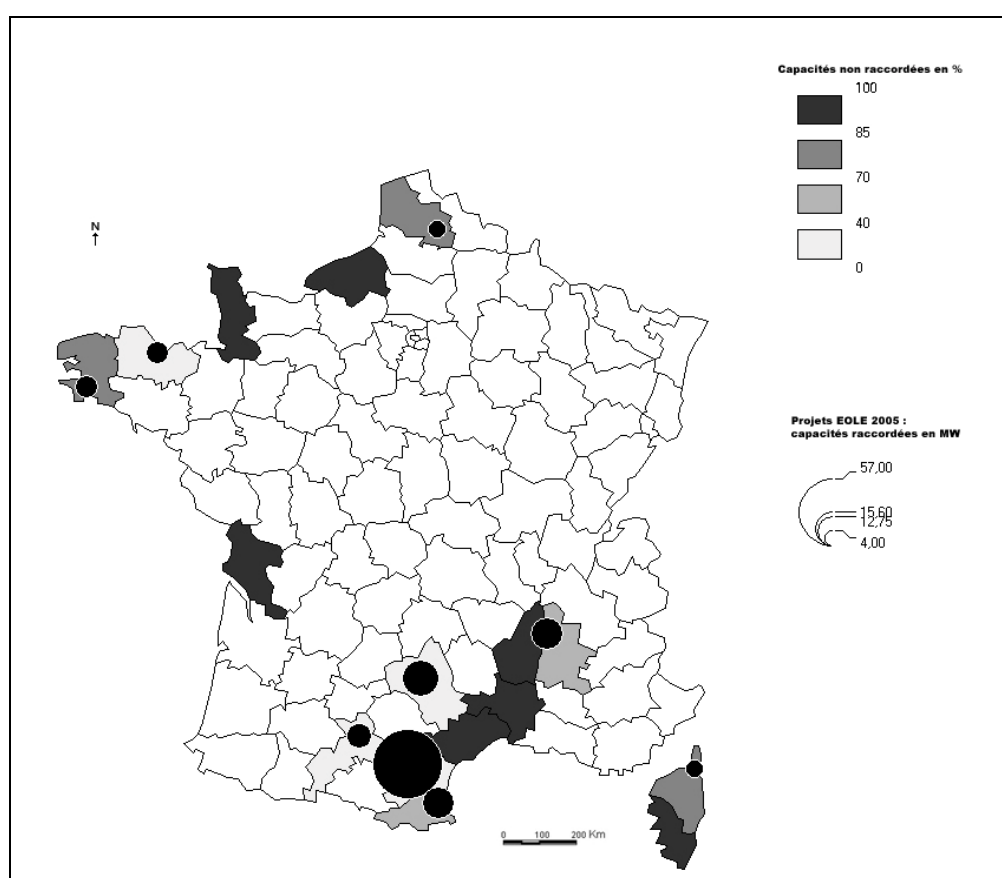 Capacités non raccordées en %
100
85
70
40
0
N
Projets EOLE 2005 :
capacités raccordées en MW
57,00
15,60
12,75
4,00
0 100 200 Km